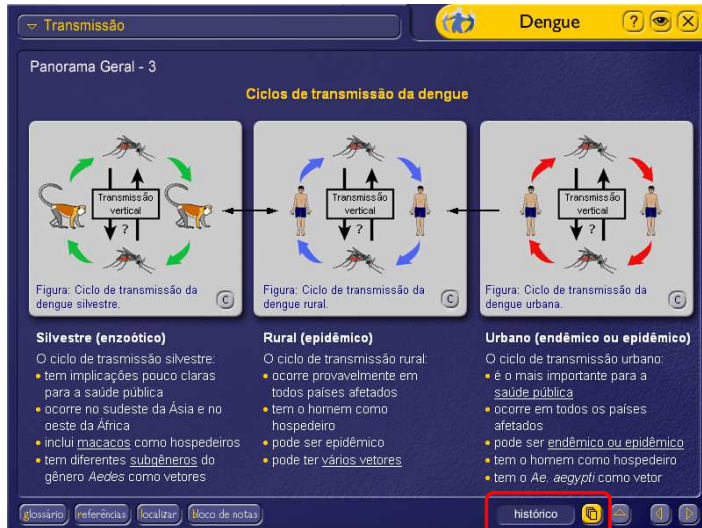 Transmissão
Dengue
?
X
Panorama Geral - 3
Ciclos de transmissão da dengue
Transmissão
vertical
?
Figura: Ciclo de transmissão da
dengue silvestre.
C
Transmissão
vertical
?
Figura: Ciclo de transmissão da
dengue rural.
C
Transmissão
vertical
?
Figura: Ciclo de transmissão da
dengue urbana.
C
Silvestre (enzoótico)
O ciclo de trasmissão silvestre:
• tem implicações pouco claras
para a saúde pública
• ocorre no sudeste da Ásia e no
oeste da África
• inclui macacos como hospedeiros
• tem diferentes subgêneros do
gênero Aedes como vetores
Rural (epidêmico)
O ciclo de transmissão rural:
• ocorre provavelmente em
todos países afetados
• tem o homem como
hospedeiro
• pode ser epidêmico
• pode ter vários vetores
Urbano (endêmico ou epidêmico)
O ciclo de transmissão urbano:
• é o mais importante para a
saúde pública
• ocorre em todos os países
afetados
• pode ser endêmico ou epidêmico
• tem o homem como hospedeiro
• tem o Ae. aegypti como vetor
glossário
referências
localizar
bloco de notas
histórico